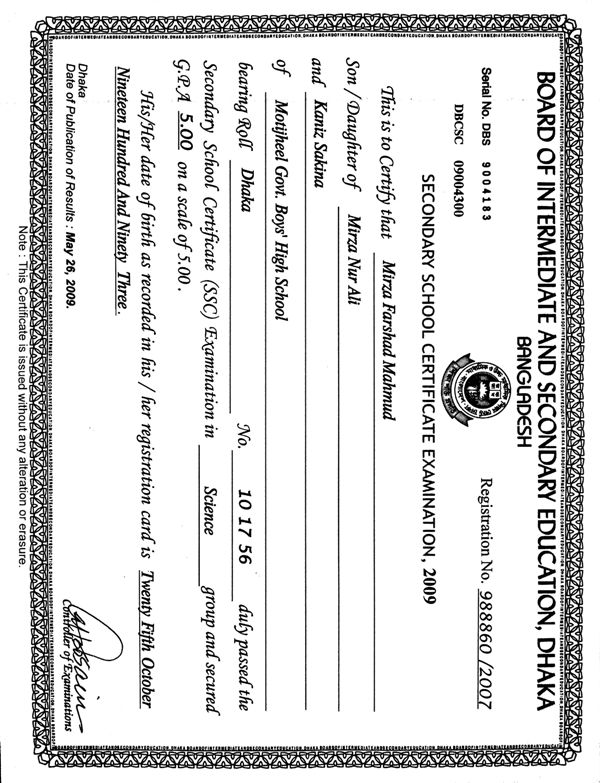 BOARD OF INTERMEDIATE AND SECONDARY EDUCATION, DHAKA
BANGLADESH
Serial No. DBS 9004183
Registration No. 988860 /2007
DBCSC 09004300
SECONDARY SCHOOL CERTIFICATE EXAMINATION, 2009
This is to Certify that Mirza Farshad Mahmud
Son / Daughter of Mirza Nur Ali
and Kaniz Sakina
of Motijheel Govt. Boys' High School
bearing Roll Dhaka No. 10 17 56 duly passed the
Secondary School Certificate (SSC) Examination in Science group and secured
G.P.A 5.00 on a scale of 5.00 .
His/Her date of birth as recorded in his / her registration card is Twenty Fifth October
Nineteen Hundred And Ninety Three .
Dhaka
Date of Publication of Results : May 26, 2009.
Controller of Examinations
Note : This Certificate is issued without any alteration or erasure.